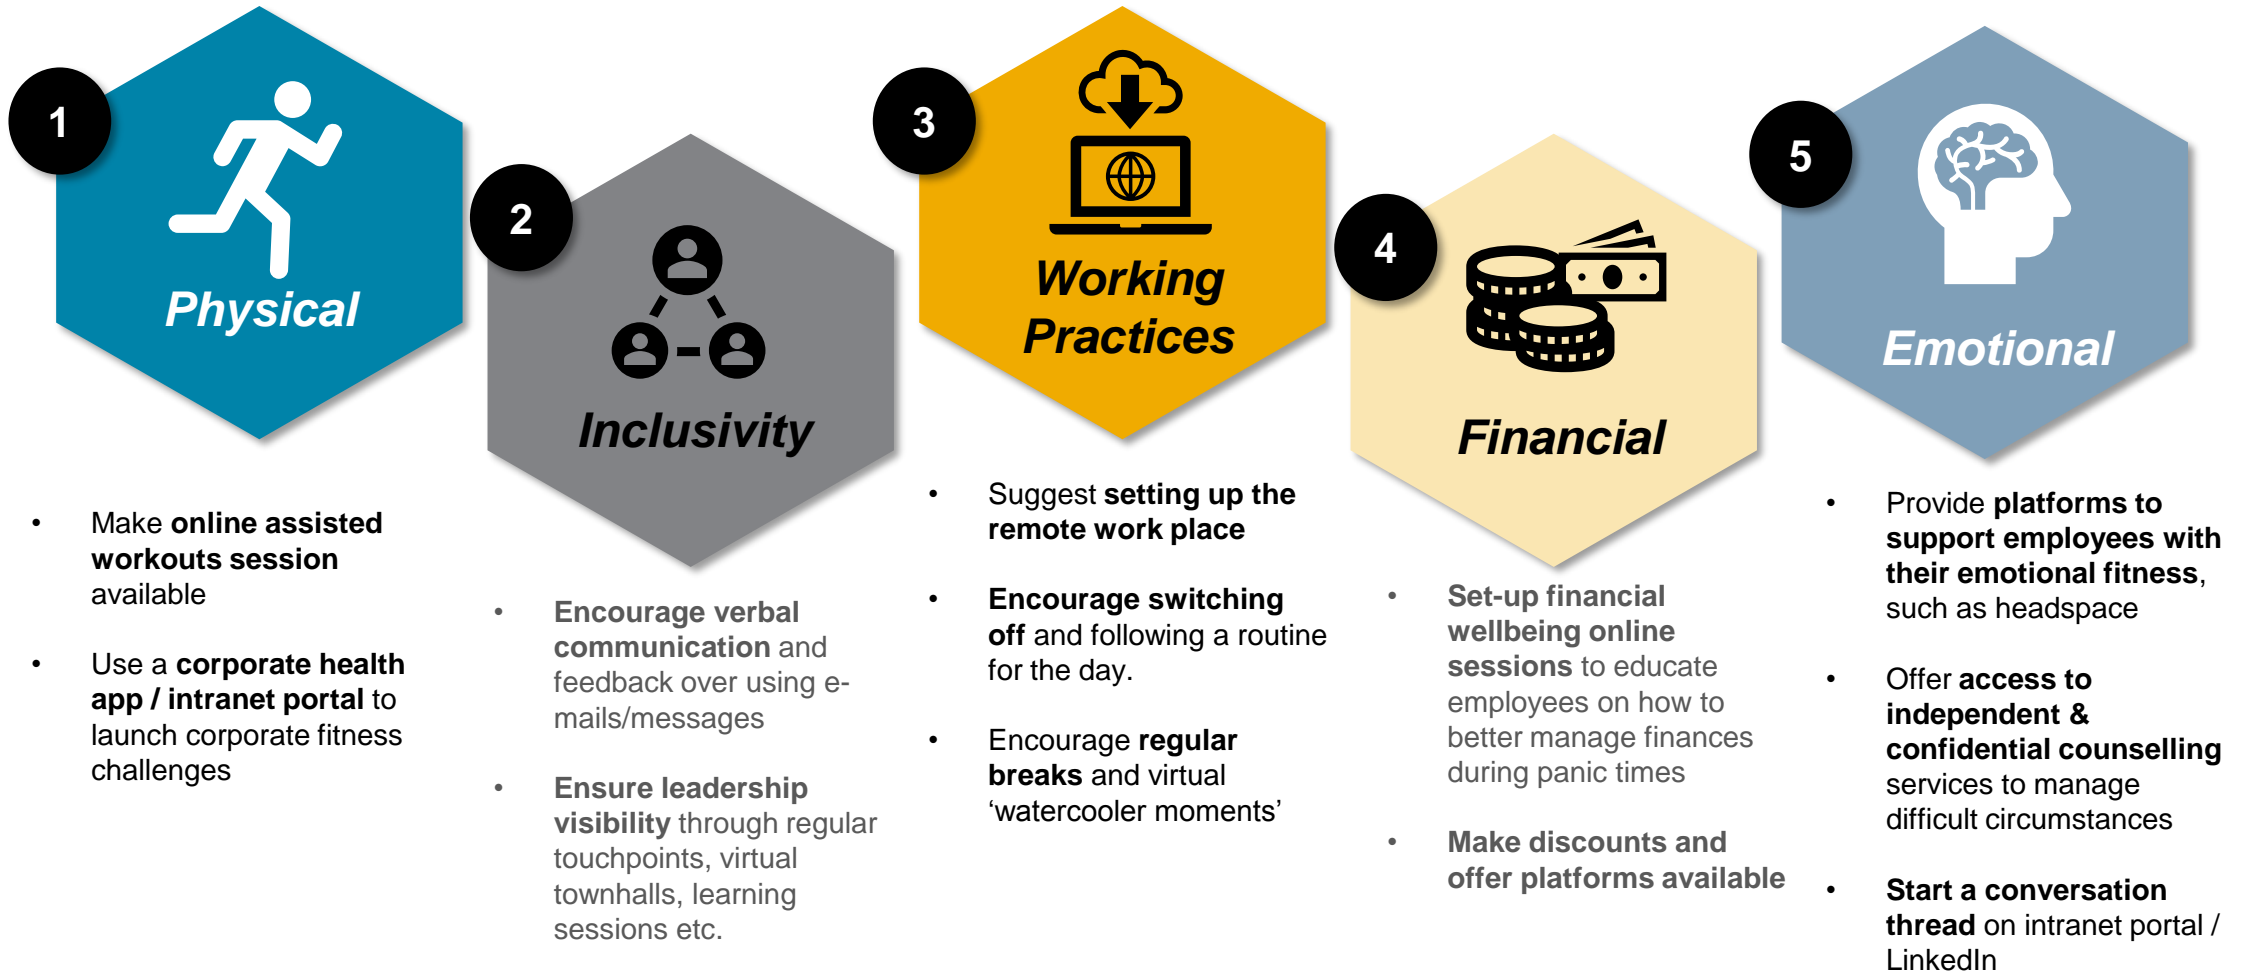 1
Physical
• Make online assisted
workouts session
available
• Use a corporate health
app / intranet portal to
launch corporate fitness
challenges
2
Inclusivity
• Encourage verbal
communication and
feedback over using e-
mails/messages
• Ensure leadership
visibility through regular
touchpoints, virtual
townhalls, learning
sessions etc.
3
Working
Practices
• Suggest setting up the
remote work place
• Encourage switching
off and following a routine
for the day.
• Encourage regular
breaks and virtual
‘watercooler moments’
4
Financial
• Set-up financial
wellbeing online
sessions to educate
employees on how to
better manage finances
during panic times
• Make discounts and
offer platforms available
5
Emotional
• Provide platforms to
support employees with
their emotional fitness,
such as headspace
• Offer access to
independent &
confidential counselling
services to manage
difficult circumstances
• Start a conversation
thread on intranet portal /
LinkedIn